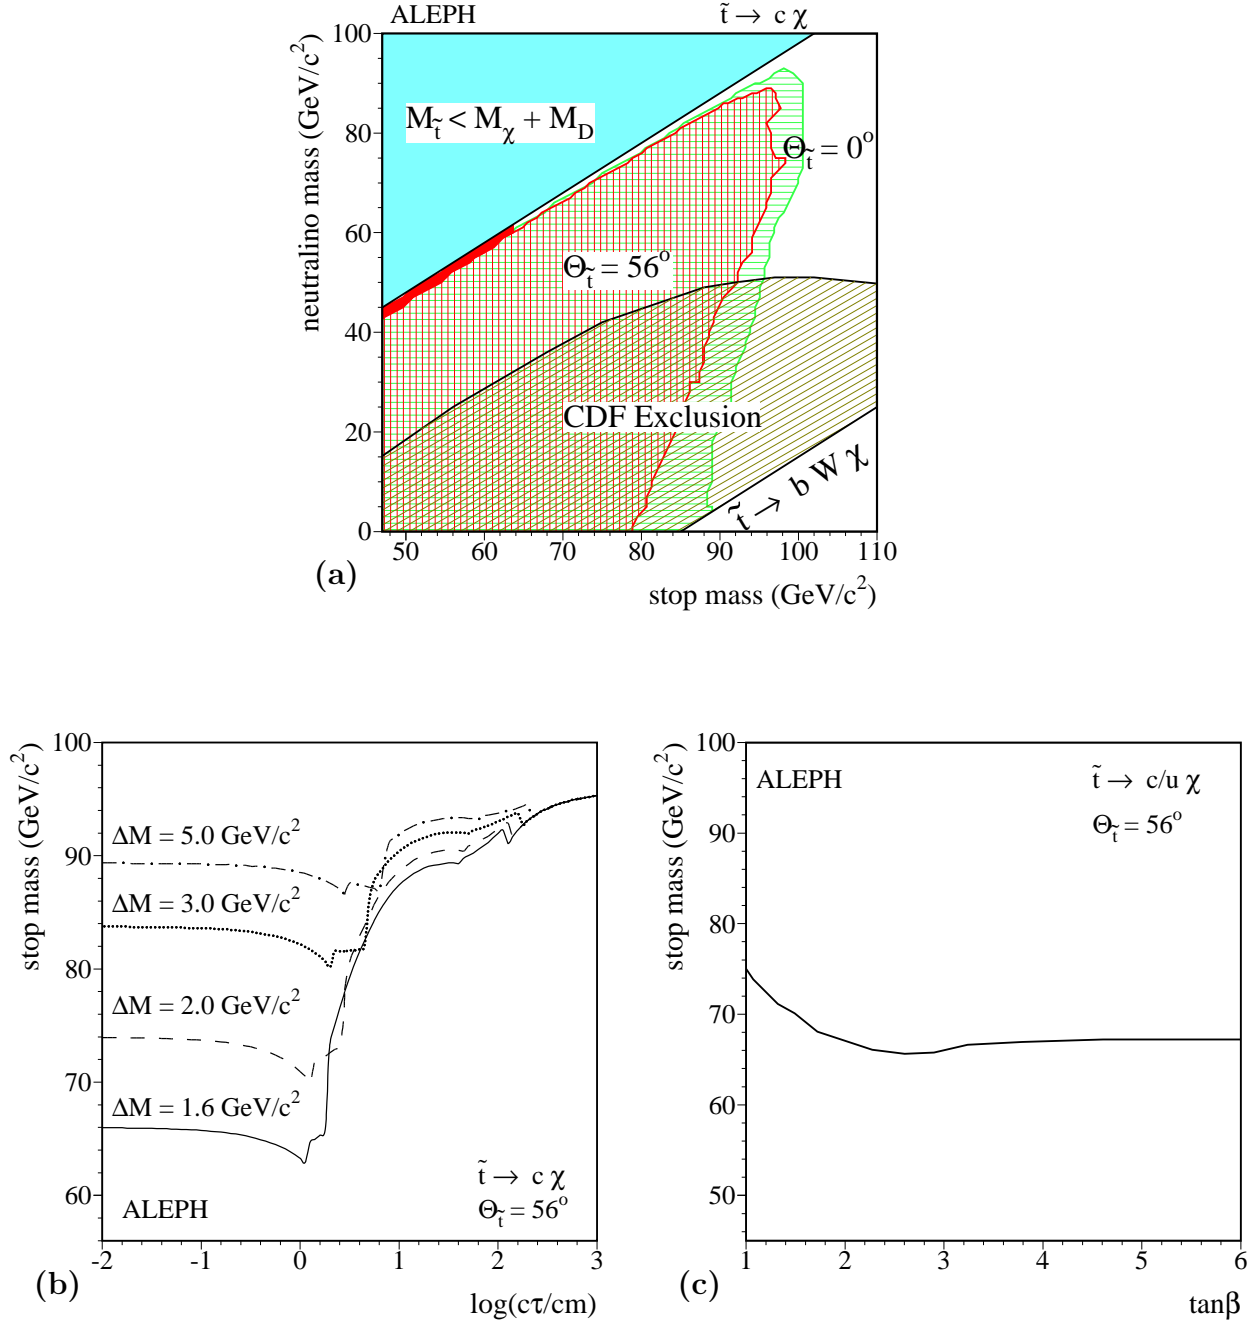 ALEPH
t̃ → c χ
neutralino mass (GeV/c²)
100
80
60
40
20
0
M_t̃ < M_χ + M_D
Θ_t̃ = 0°
Θ_t̃ = 56°
CDF Exclusion
t̃ → b W χ
50 60 70 80 90 100 110
(a)
stop mass (GeV/c²)
stop mass (GeV/c²)
100
90
80
70
60
ΔM = 5.0 GeV/c²
ΔM = 3.0 GeV/c²
ΔM = 2.0 GeV/c²
ΔM = 1.6 GeV/c²
t̃ → c χ
ALEPH
Θ_t̃ = 56°
-2 -1 0 1 2 3
(b)
log(cτ/cm)
stop mass (GeV/c²)
100
90
80
70
60
50
ALEPH
t̃ → c/u χ
Θ_t̃ = 56°
1 2 3 4 5 6
(c)
tanβ